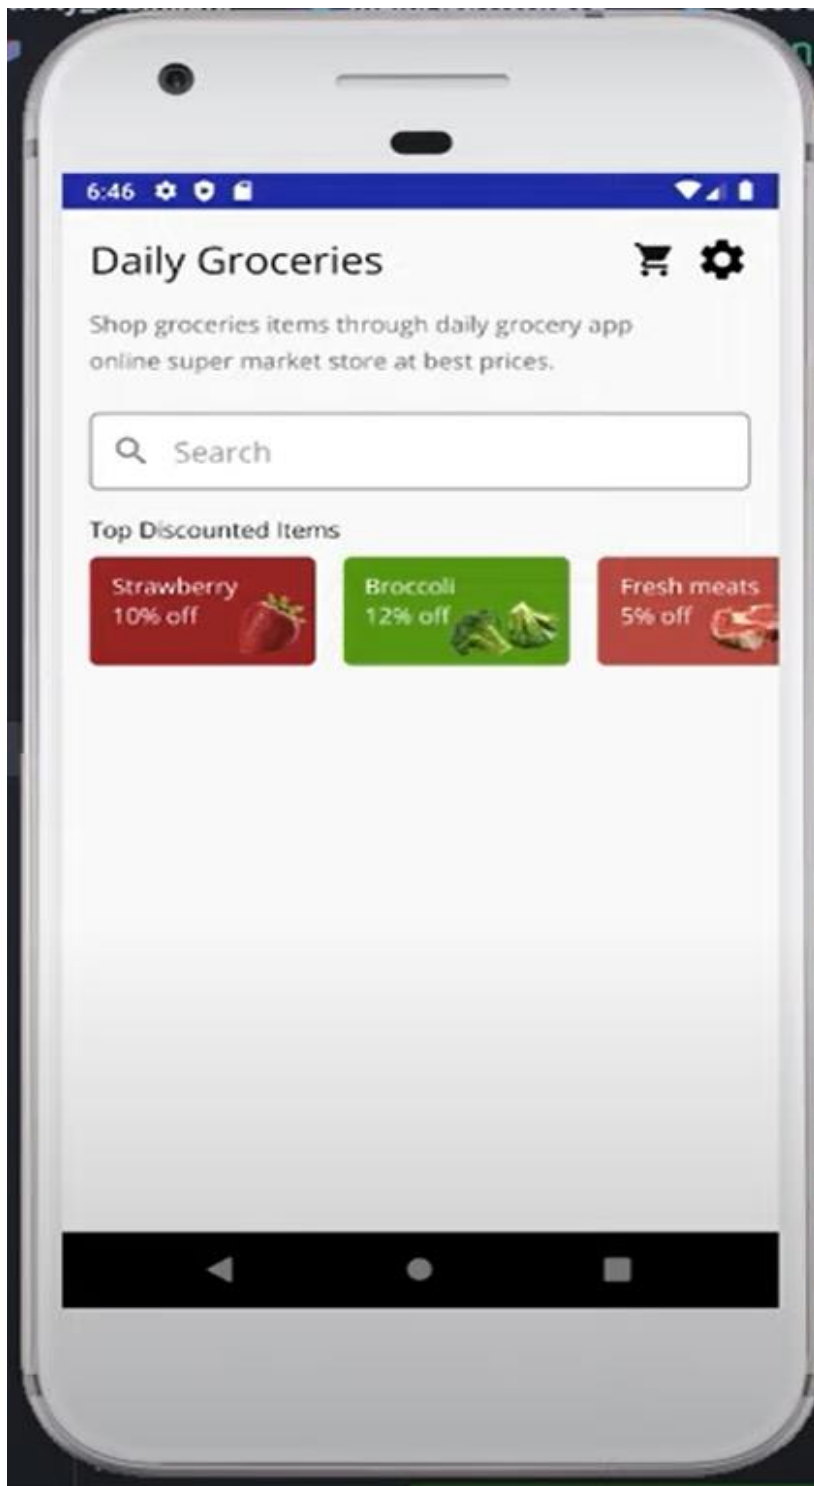 6:46
Daily Groceries
Shop groceries items through daily grocery app
online super market store at best prices.
Search
Top Discounted Items
Strawberry
10% off
Broccoli
12% off
Fresh meats
5% off